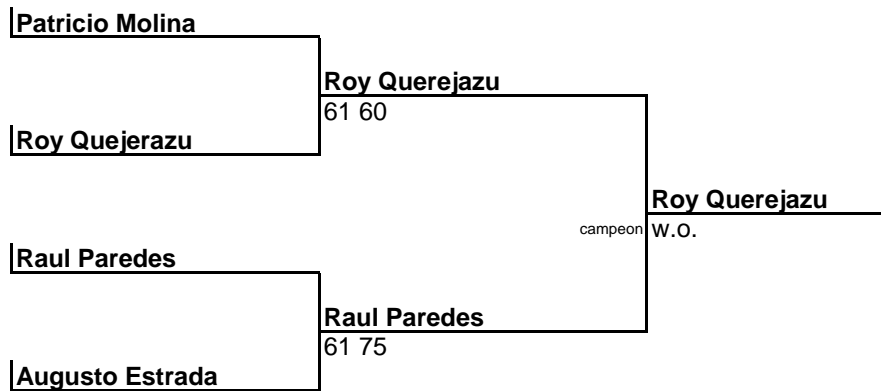 Patricio Molina
Roy Querejazu
61 60
Roy Quejerazu
Roy Querejazu
campeon w.o.
Raul Paredes
Raul Paredes
61 75
Augusto Estrada